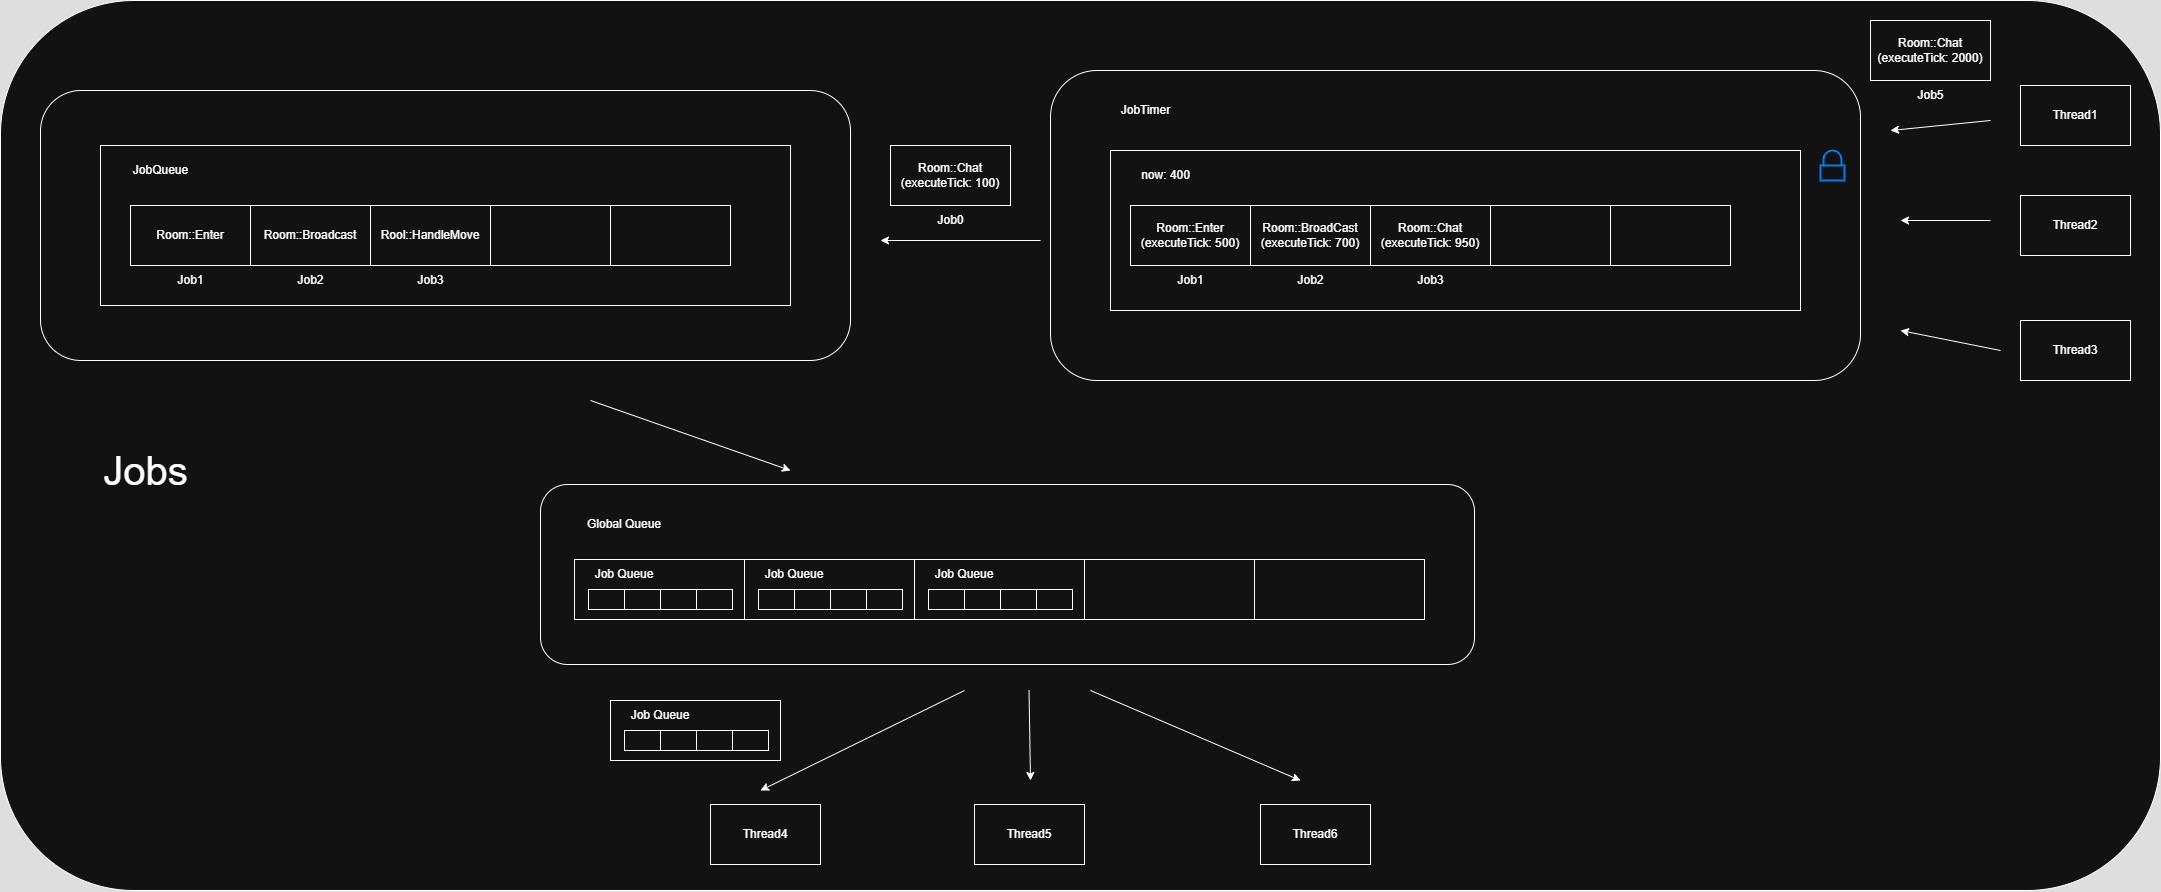 Room::Chat
(executeTick: 2000)
Job5
Thread1
Thread2
Thread3
JobTimer
now: 400
Room::Enter
(executeTick: 500)
Room::BroadCast
(executeTick: 700)
Room::Chat
(executeTick: 950)
Job1
Job2
Job3
Room::Chat
(executeTick: 100)
Job0
JobQueue
Room::Enter
Room::Broadcast
Rool::HandleMove
Job1
Job2
Job3
Jobs
Global Queue
Job Queue
Job Queue
Job Queue
Job Queue
Thread4
Thread5
Thread6